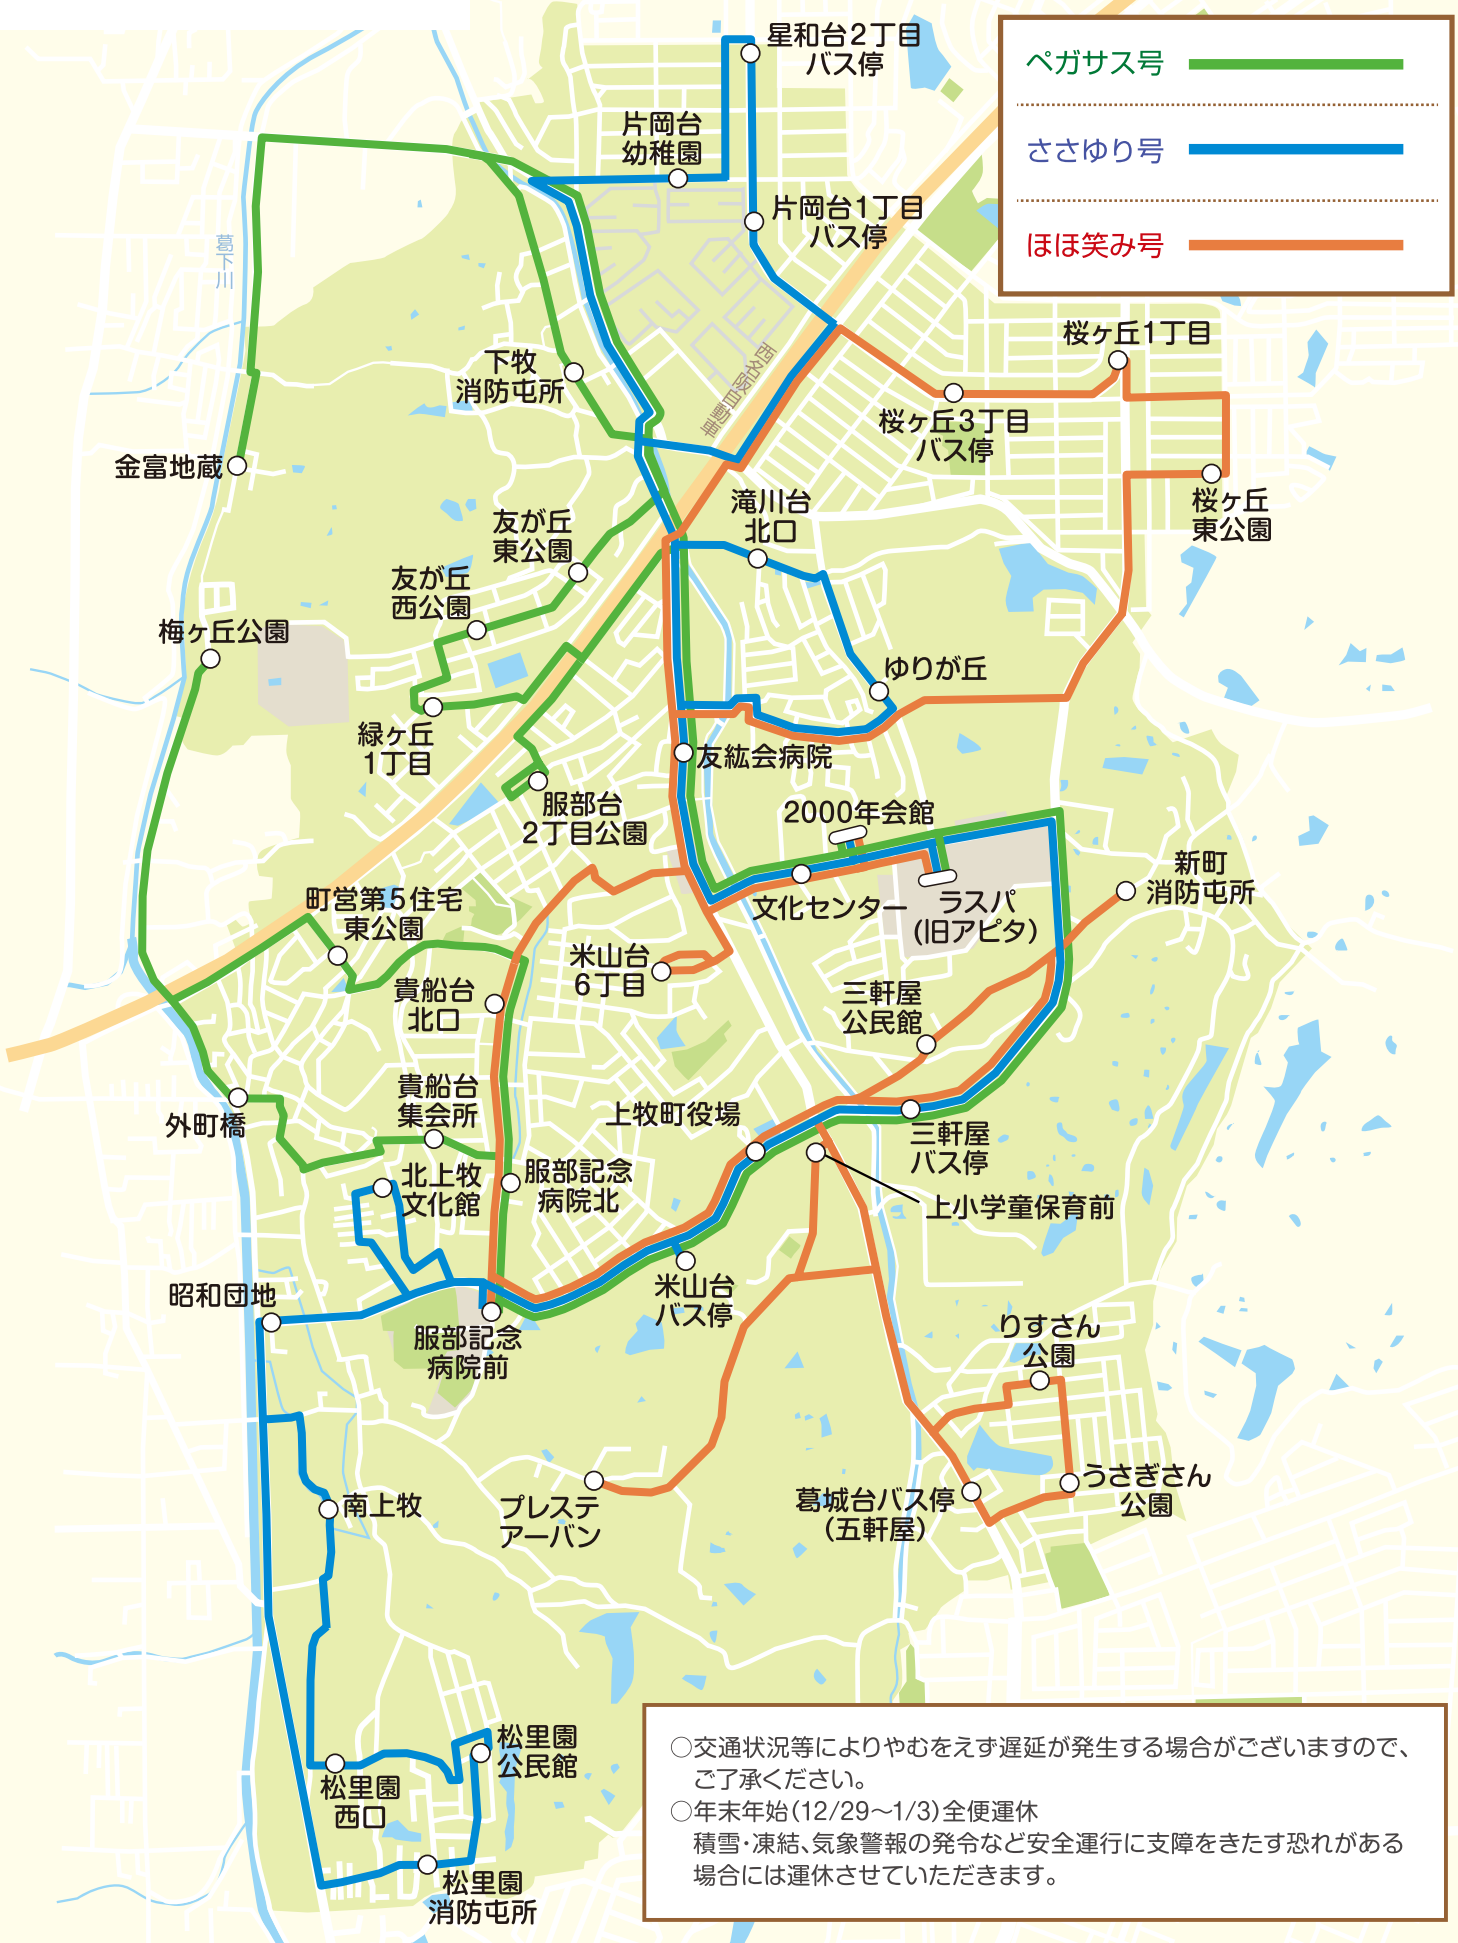 ペガサス号
ささゆり号
ほほ笑み号
星和台2丁目
バス停
片岡台
幼稚園
片岡台1丁目
バス停
葛下川
西名阪自動車
桜ヶ丘1丁目
下牧
消防屯所
桜ヶ丘3丁目
バス停
金富地蔵
桜ヶ丘
東公園
滝川台
北口
友が丘
東公園
友が丘
西公園
梅ヶ丘公園
ゆりが丘
緑ヶ丘
1丁目
友紘会病院
服部台
2丁目公園
2000年会館
新町
消防屯所
町営第5住宅
東公園
文化センター
ラスパ
(旧アピタ)
米山台
6丁目
貴船台
北口
三軒屋
公民館
貴船台
集会所
外町橋
上牧町役場
三軒屋
バス停
北上牧
文化館
服部記念
病院北
上小学童保育前
昭和団地
米山台
バス停
服部記念
病院前
りすさん
公園
南上牧
プレステ
アーバン
葛城台バス停
(五軒屋)
うさぎさん
公園
松里園
公民館
松里園
西口
松里園
消防屯所
○交通状況等によりやむをえず遅延が発生する場合がございますので、
ご了承ください。
○年末年始(12/29〜1/3)全便運休
積雪・凍結、気象警報の発令など安全運行に支障をきたす恐れがある
場合には運休させていただきます。